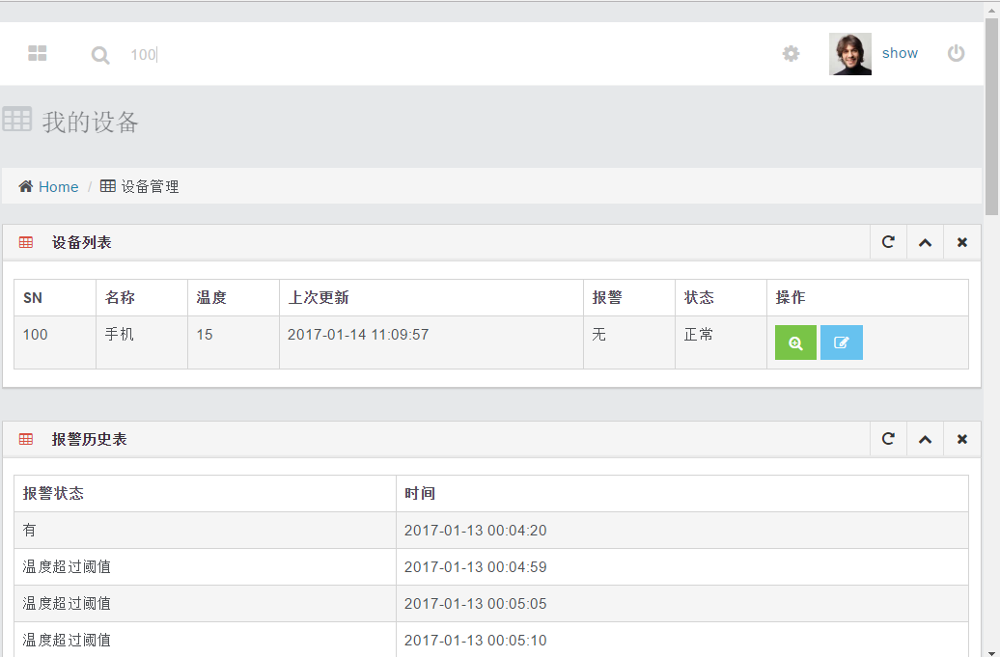 100
show
我的设备
Home / 设备管理
设备列表
SN 名称 温度 上次更新 报警 状态 操作
100 手机 15 2017-01-14 11:09:57 无 正常
报警历史表
报警状态 时间
有 2017-01-13 00:04:20
温度超过阈值 2017-01-13 00:04:59
温度超过阈值 2017-01-13 00:05:05
温度超过阈值 2017-01-13 00:05:10